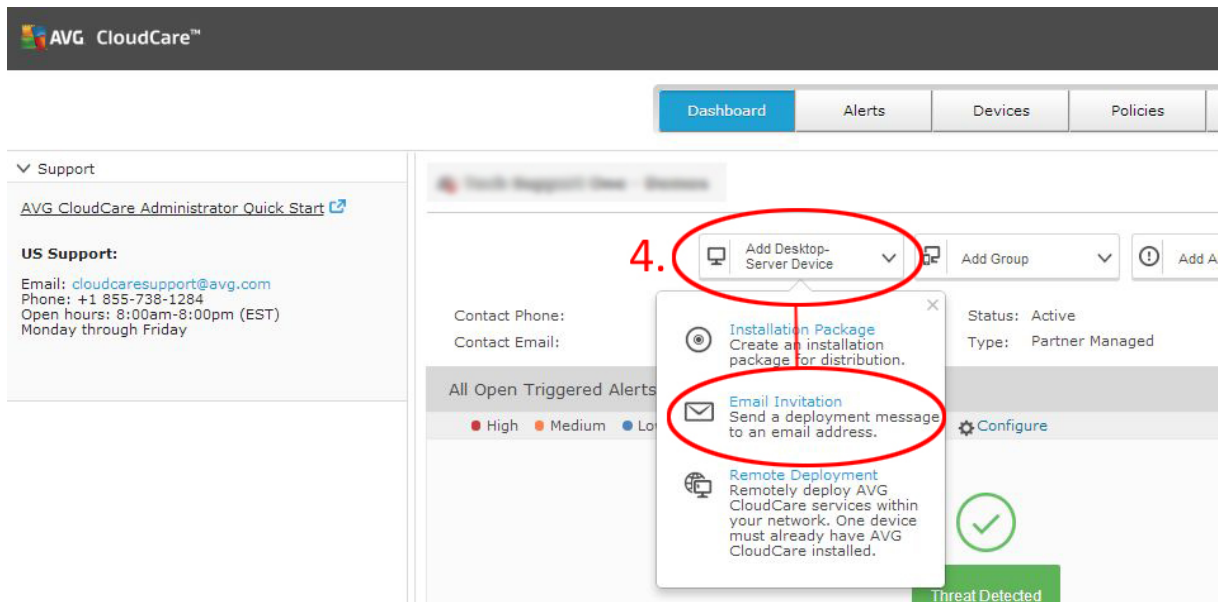 AVG CloudCare™
Dashboard Alerts Devices Policies
Support
AVG CloudCare Administrator Quick Start
US Support:
Email: cloudcaresupport@avg.com
Phone: +1 855-738-1284
Open hours: 8:00am-8:00pm (EST)
Monday through Friday
4.
Add Desktop-
Server Device
Add Group
Add A
Contact Phone:
Contact Email:
Status: Active
Type: Partner Managed
All Open Triggered Alerts
High Medium Lo
Configure
Installation Package
Create an installation
package for distribution.
Email Invitation
Send a deployment message
to an email address.
Remote Deployment
Remotely deploy AVG
CloudCare services within
your network. One device
must already have AVG
CloudCare installed.
Threat Detected